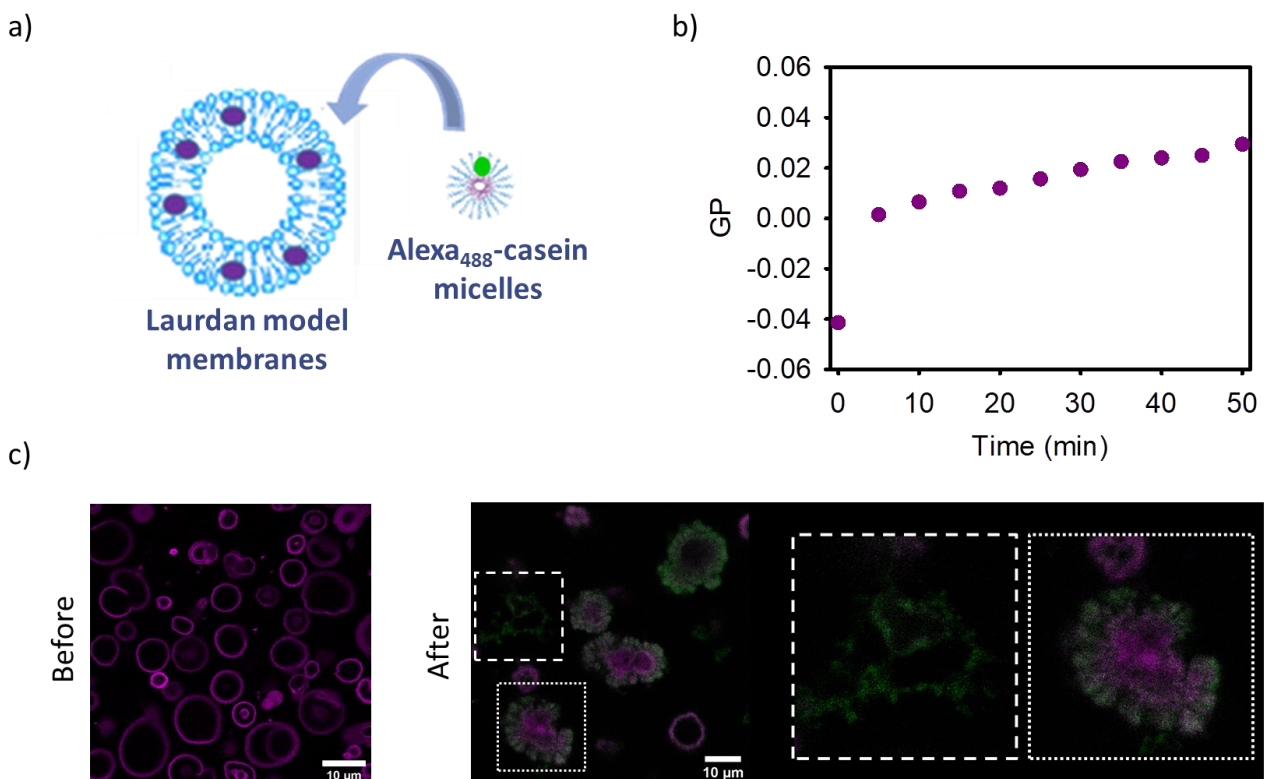 a)
Laurdan model
membranes
Alexa488-casein
micelles
b)
GP
0.06
0.04
0.02
0.00
-0.02
-0.04
-0.06
0 10 20 30 40 50
Time (min)
c)
Before
10 µm
After
10 µm